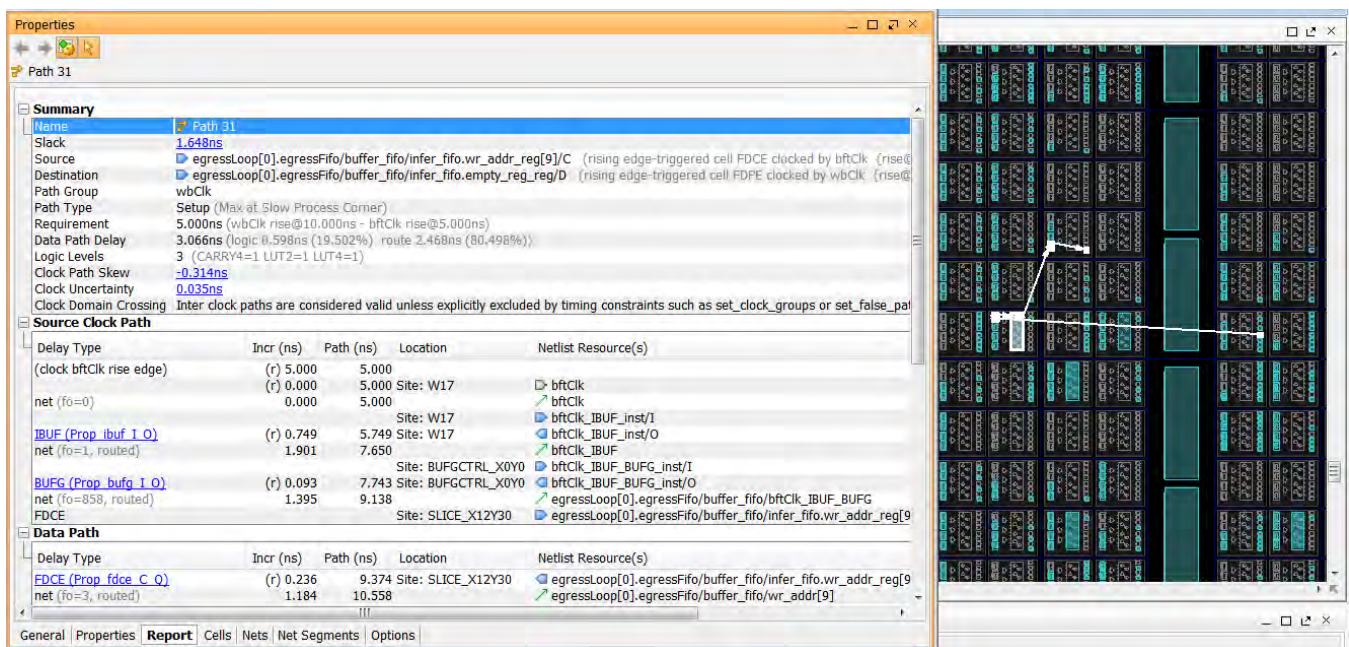 Properties
Path 31
Summary
Name Path 31
Slack 1.648ns
Source egressLoop[0].egressFifo/buffer_fifo/infer_fifo.wr_addr_reg[9]/C (rising edge-triggered cell FDCE clocked by bftClk {rise@
Destination egressLoop[0].egressFifo/buffer_fifo/infer_fifo.empty_reg_reg/D (rising edge-triggered cell FDPE clocked by wbClk {rise@
Path Group wbClk
Path Type Setup (Max at Slow Process Corner)
Requirement 5.000ns (wbClk rise@10.000ns - bftClk rise@5.000ns)
Data Path Delay 3.066ns (logic 0.598ns (19.502%) route 2.468ns (80.498%))
Logic Levels 3 (CARRY4=1 LUT2=1 LUT4=1)
Clock Path Skew -0.314ns
Clock Uncertainty 0.035ns
Clock Domain Crossing Inter clock paths are considered valid unless explicitly excluded by timing constraints such as set_clock_groups or set_false_pat
Source Clock Path
Delay Type Incr (ns) Path (ns) Location Netlist Resource(s)
(clock bftClk rise edge) (r) 5.000 5.000
(r) 0.000 5.000 Site: W17 bftClk
net (fo=0) 0.000 5.000 bftClk
Site: W17 bftClk_IBUF_inst/I
IBUF (Prop ibuf I O) (r) 0.749 5.749 Site: W17 bftClk_IBUF_inst/O
net (fo=1, routed) 1.901 7.650 bftClk_IBUF
Site: BUFGCTRL_X0Y0 bftClk_IBUF_BUFG_inst/I
BUFG (Prop bufg I O) (r) 0.093 7.743 Site: BUFGCTRL_X0Y0 bftClk_IBUF_BUFG_inst/O
net (fo=858, routed) 1.395 9.138 egressLoop[0].egressFifo/buffer_fifo/bftClk_IBUF_BUFG
FDCE Site: SLICE_X12Y30 egressLoop[0].egressFifo/buffer_fifo/infer_fifo.wr_addr_reg[9
Data Path
Delay Type Incr (ns) Path (ns) Location Netlist Resource(s)
FDCE (Prop fdce C Q) (r) 0.236 9.374 Site: SLICE_X12Y30 egressLoop[0].egressFifo/buffer_fifo/infer_fifo.wr_addr_reg[9
net (fo=3, routed) 1.184 10.558 egressLoop[0].egressFifo/buffer_fifo/wr_addr[9]
General Properties Report Cells Nets Net Segments Options